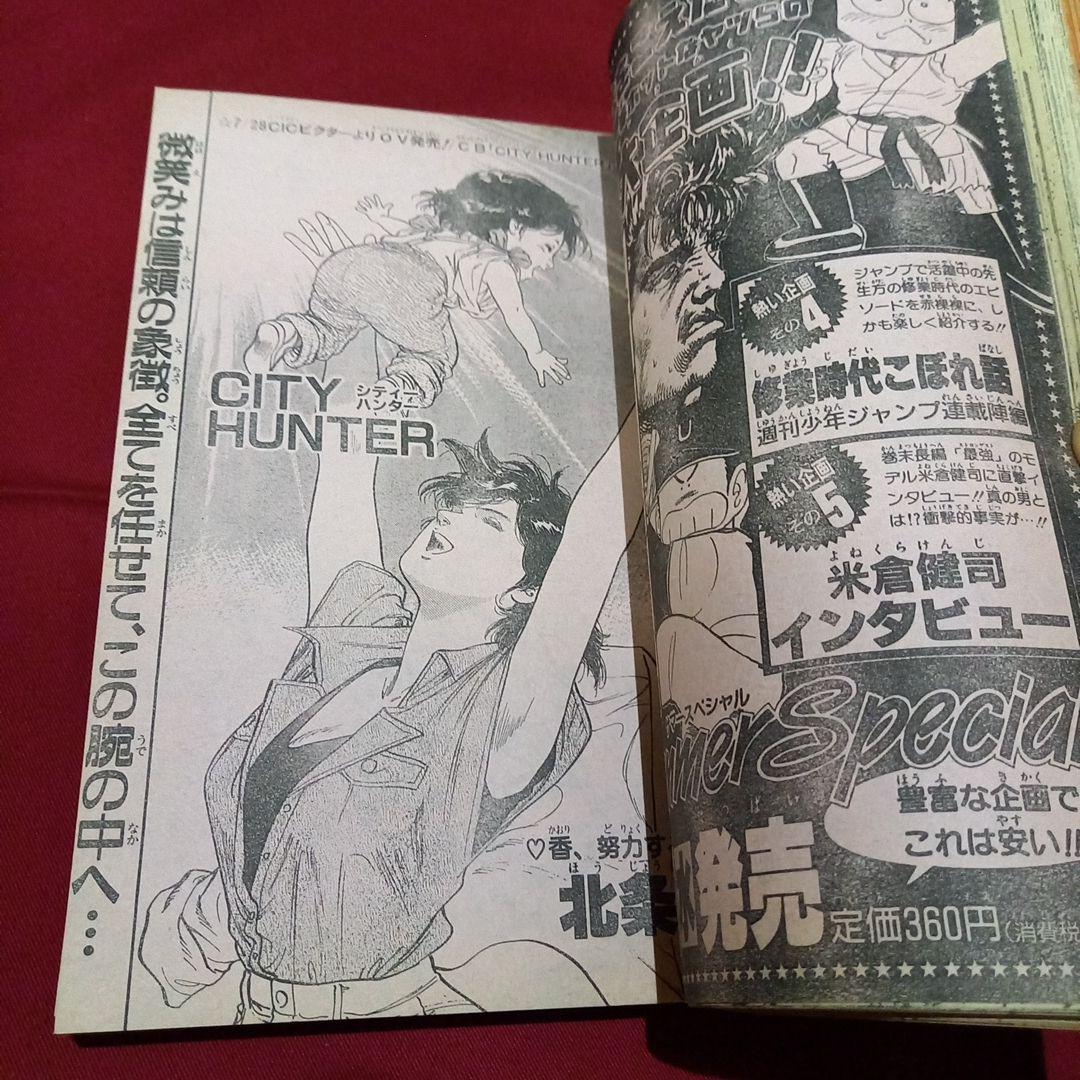 微笑みは信頼の象徴。全てを任せて、この腕の中へ…
☆7/28CICビクターよりOV発売!! CB「CITY HUNTER
CITY
HUNTER
シティー
ハンター
♡香、努力す
北条
画!!
熱い企画
その4
ジャンプで活躍中の先
生方の修業時代のエピ
ソードを赤裸裸に、し
かも楽しく紹介する!!
修業時代こぼれ話
週刊少年ジャンプ連載陣編
熱い企画
その5
巻末長編「最強」のモ
デル米倉健司に直撃イ
ンタビュー!!真の男と
は!?衝撃的事実が…!!
米倉健司
インタビュー
スペシャル
mer Special
豊富な企画で
これは安い!!
発売
定価360円(消費税